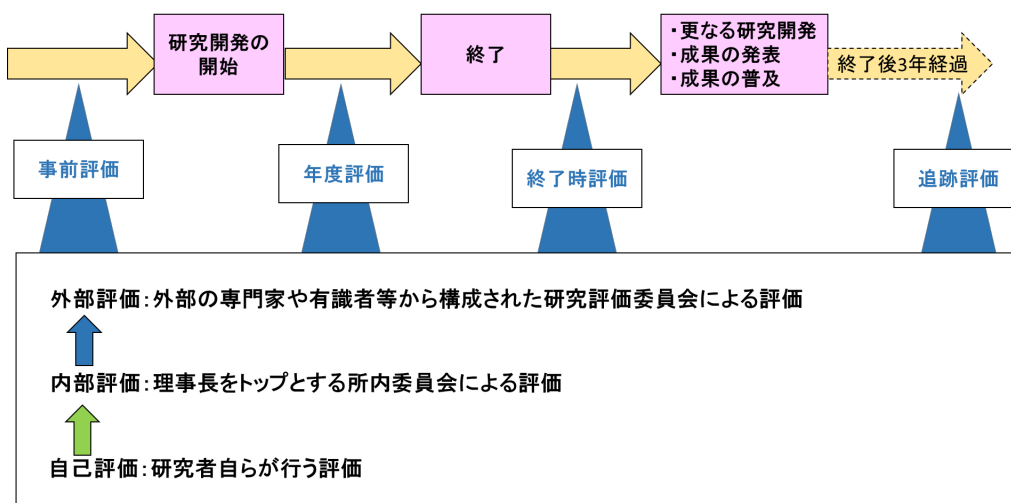 研究開発の
開始
終了
・更なる研究開発
・成果の発表
・成果の普及
終了後3年経過
事前評価
年度評価
終了時評価
追跡評価
外部評価：外部の専門家や有識者等から構成された研究評価委員会による評価
内部評価：理事長をトップとする所内委員会による評価
自己評価：研究者自らが行う評価